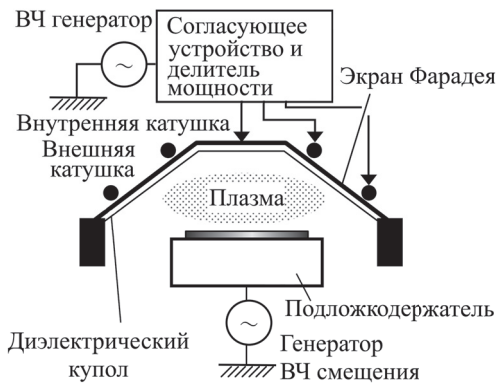 ВЧ генератор
Согласующее
устройство и
делитель
мощности
Экран Фарадея
Внутренняя катушка
Внешняя
катушка
Плазма
Подложкодержатель
Диэлектрический
купол
Генератор
ВЧ смещения